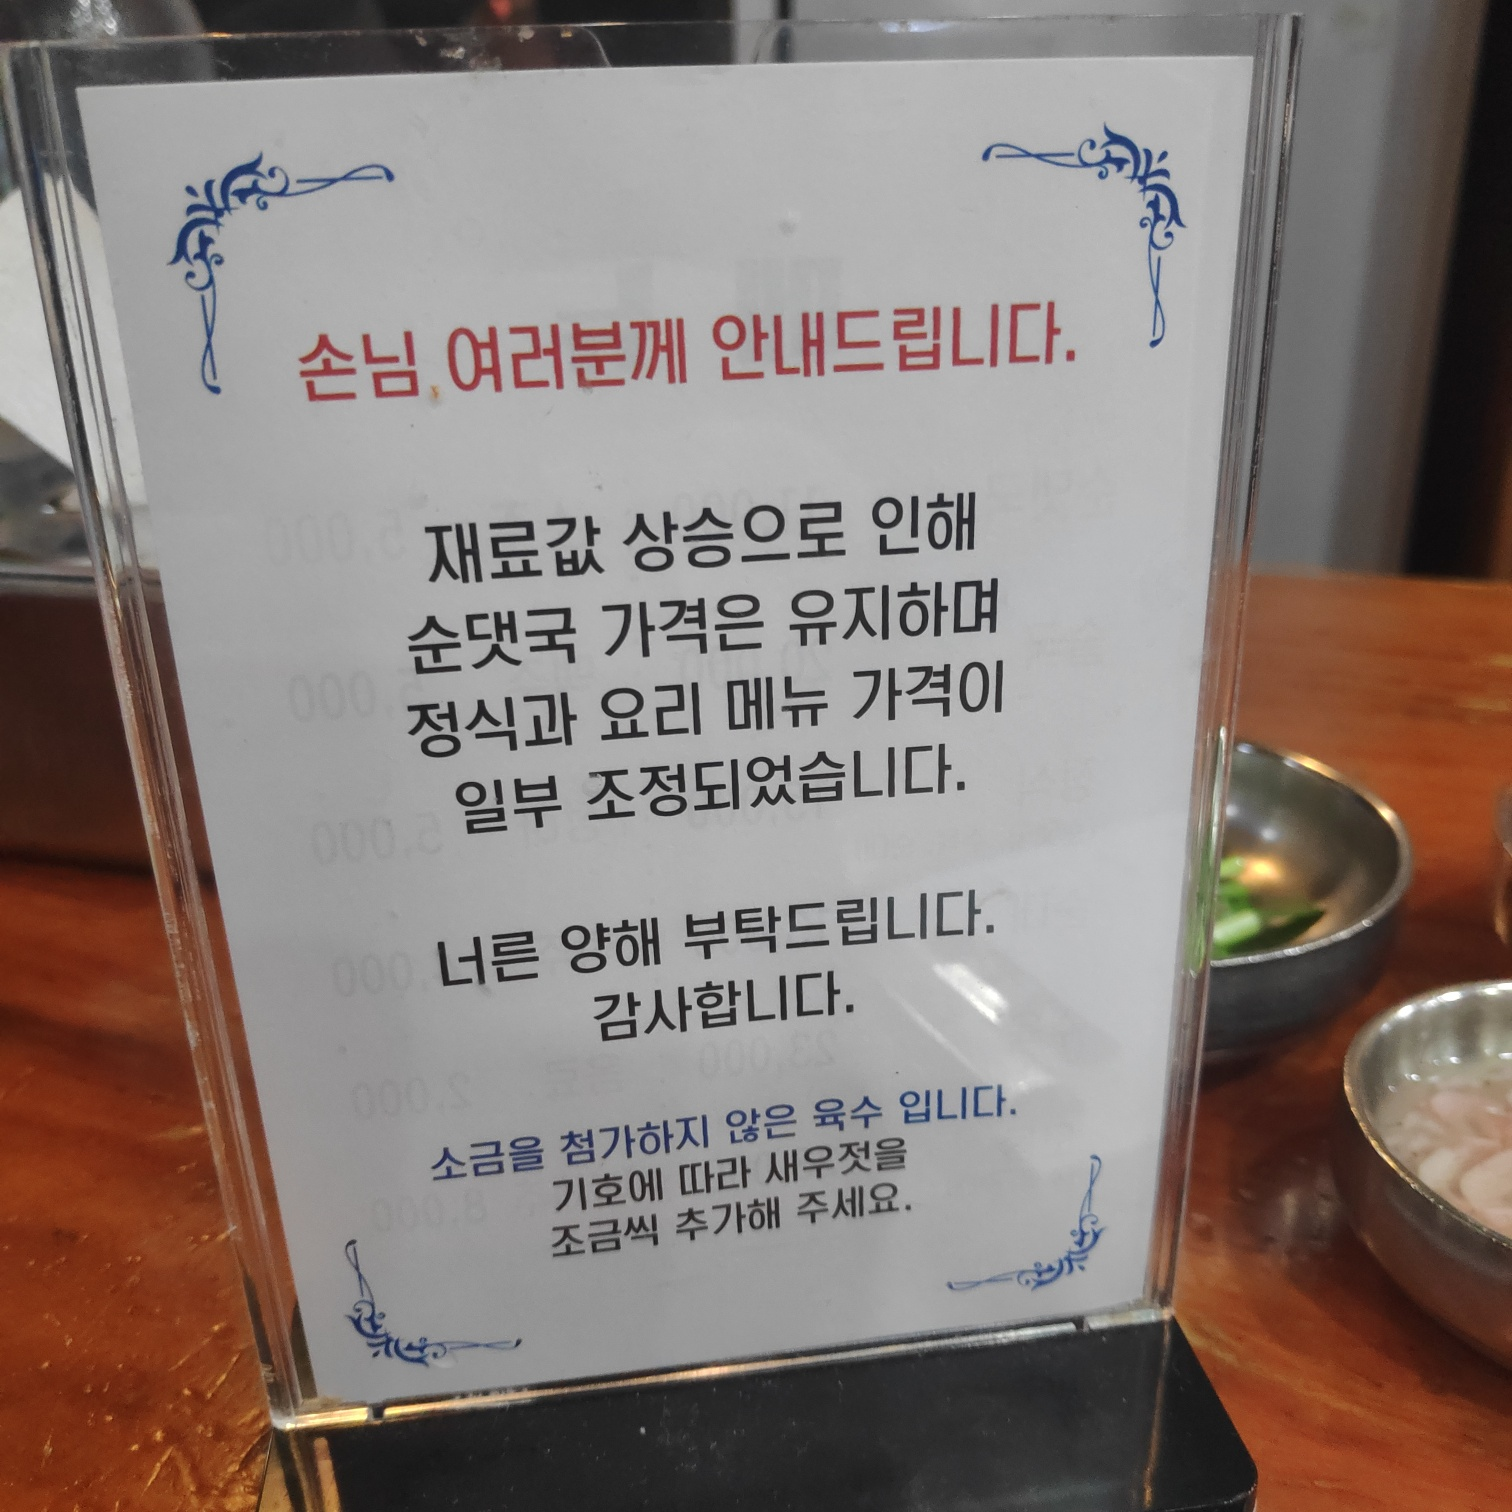 손님 여러분께 안내드립니다.
재료값 상승으로 인해
순댓국 가격은 유지하며
정식과 요리 메뉴 가격이
일부 조정되었습니다.
너른 양해 부탁드립니다.
감사합니다.
소금을 첨가하지 않은 육수 입니다.
기호에 따라 새우젓을
조금씩 추가해 주세요.